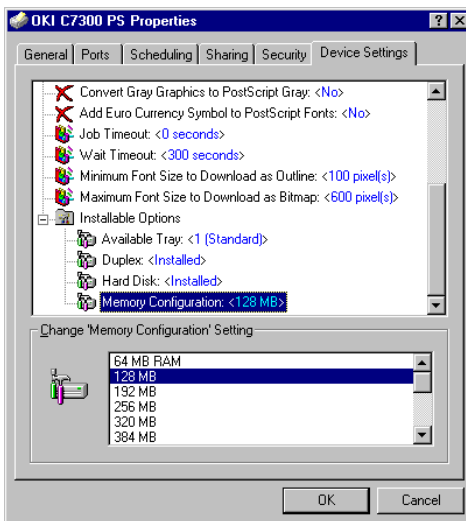 OKI C7300 PS Properties
General Ports Scheduling Sharing Security Device Settings
Convert Gray Graphics to PostScript Gray: <No>
Add Euro Currency Symbol to PostScript Fonts: <No>
Job Timeout: <0 seconds>
Wait Timeout: <300 seconds>
Minimum Font Size to Download as Outline: <100 pixel(s)>
Maximum Font Size to Download as Bitmap: <600 pixel(s)>
Installable Options
Available Tray: <1 (Standard)>
Duplex: <Installed>
Hard Disk: <Installed>
Memory Configuration: <128 MB>
Change 'Memory Configuration' Setting
64 MB RAM
128 MB
192 MB
256 MB
320 MB
384 MB
OK Cancel